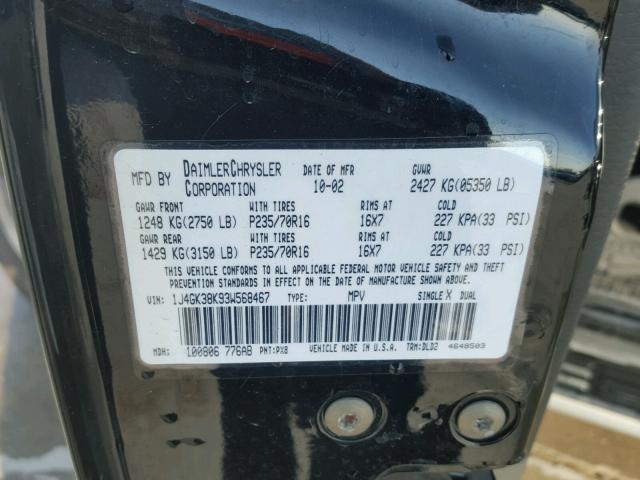 MFD BY DAIMLERCHRYSLER CORPORATION DATE OF MFR 10-02 GVWR 2427 KG(05350 LB)
GAWR FRONT WITH TIRES RIMS AT COLD
1248 KG(2750 LB) P235/70R16 16X7 227 KPA(33 PSI)
GAWR REAR WITH TIRES RIMS AT COLD
1429 KG(3150 LB) P235/70R16 16X7 227 KPA(33 PSI)
THIS VEHICLE CONFORMS TO ALL APPLICABLE FEDERAL MOTOR VEHICLE SAFETY AND THEFT
PREVENTION STANDARDS IN EFFECT ON THE DATE OF MANUFACTURE SHOWN ABOVE.
VIN: 1J4GK38K93W568467 TYPE: MPV SINGLE X DUAL
MDH: 100806 776AB PNT:PX8 VEHICLE MADE IN U.S.A. TRM:DLD2 4648503